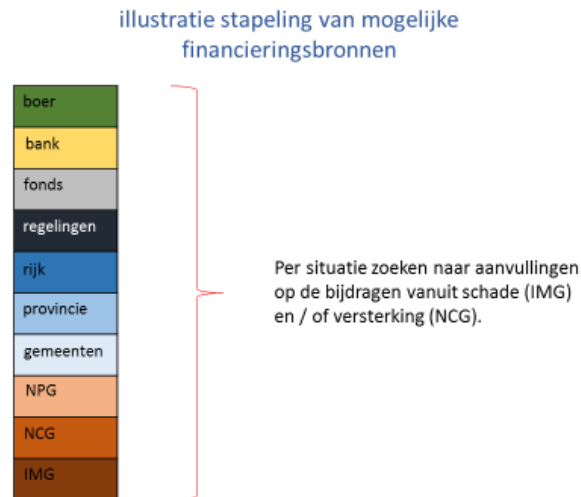 illustratie stapeling van mogelijke
financieringsbronnen
boer
bank
fonds
regelingen
rijk
provincie
gemeenten
NPG
NCG
IMG
Per situatie zoeken naar aanvullingen
op de bijdragen vanuit schade (IMG)
en / of versterking (NCG).